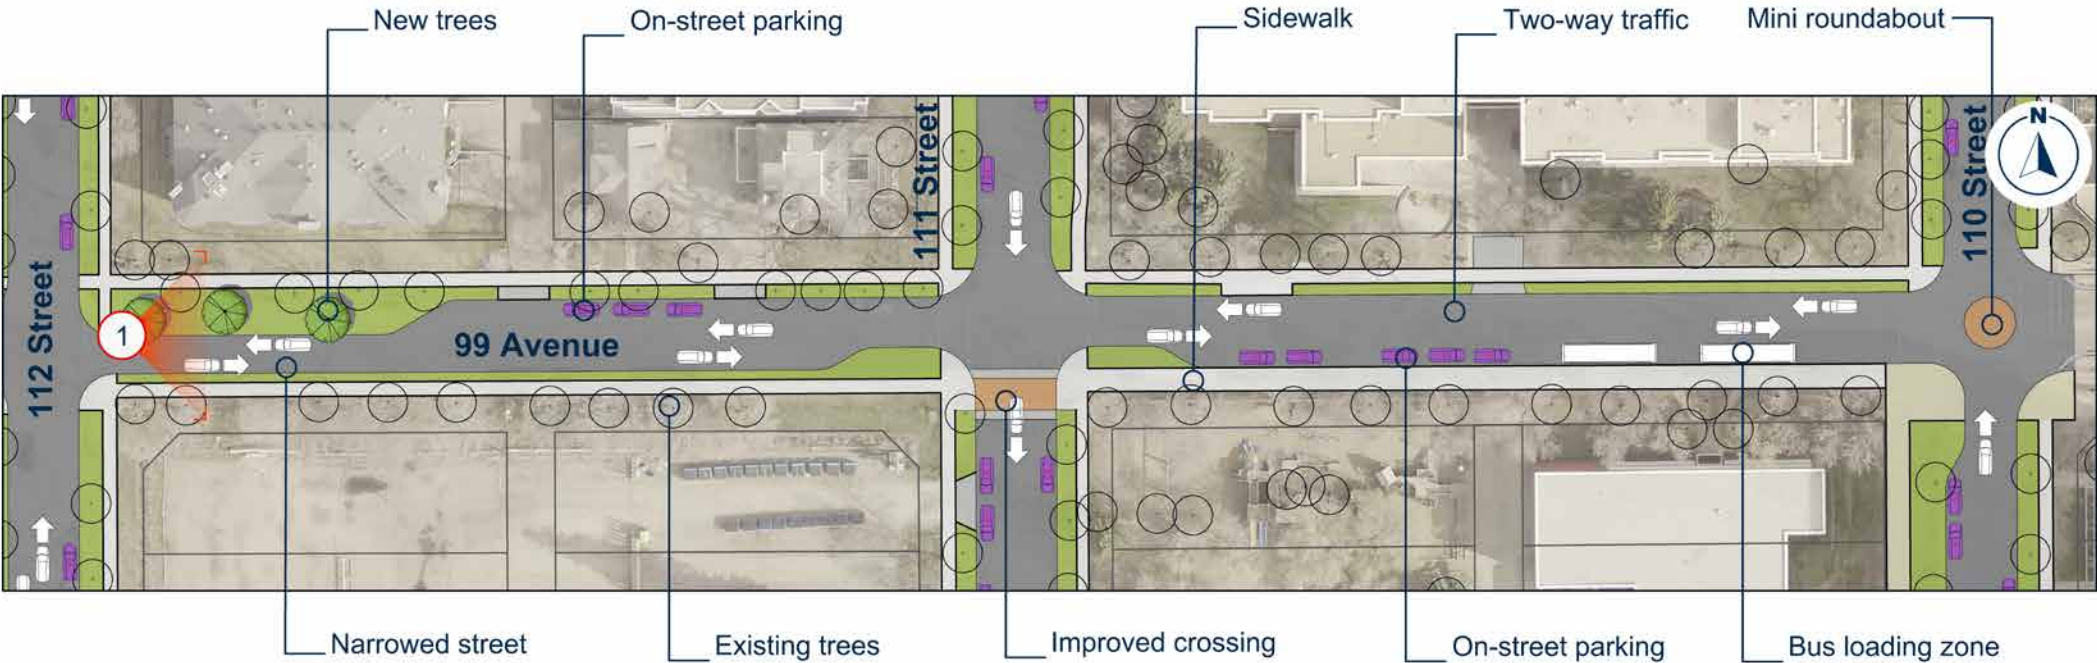 New trees
On-street parking
Sidewalk
Two-way traffic
Mini roundabout
N
111 Street
110 Street
112 Street
1
99 Avenue
Narrowed street
Existing trees
Improved crossing
On-street parking
Bus loading zone